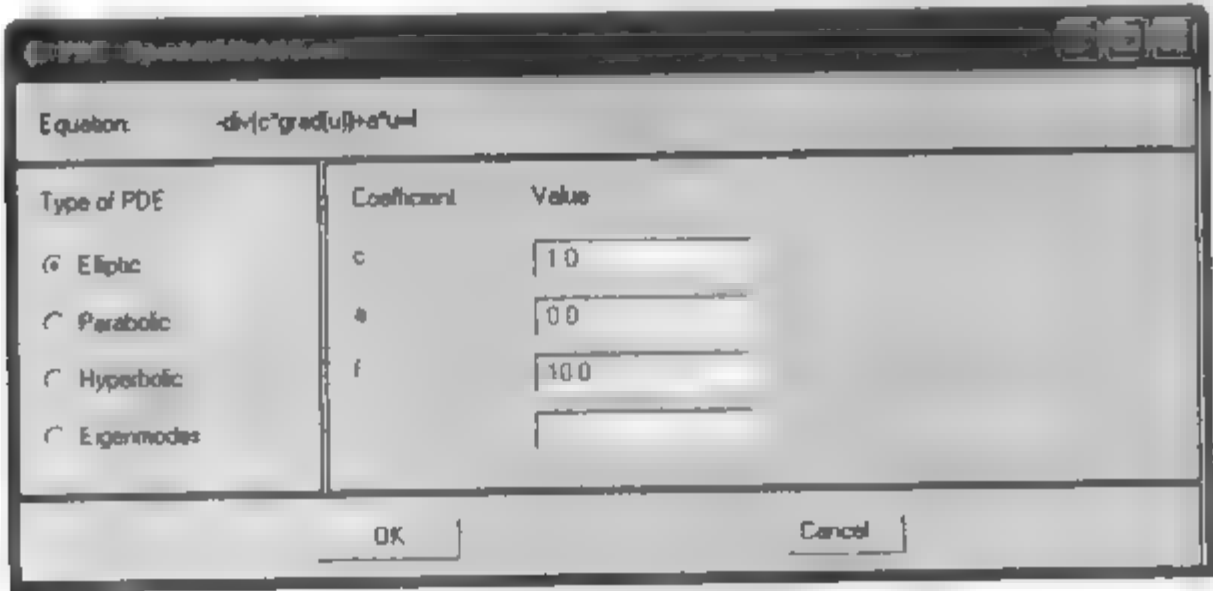 Equation: -div(c*grad(u))+a*u=f
Type of PDE
Coefficient Value
Elliptic
c 1.0
Parabolic
a 0.0
Hyperbolic
f 10.0
Eigenmodes
OK Cancel